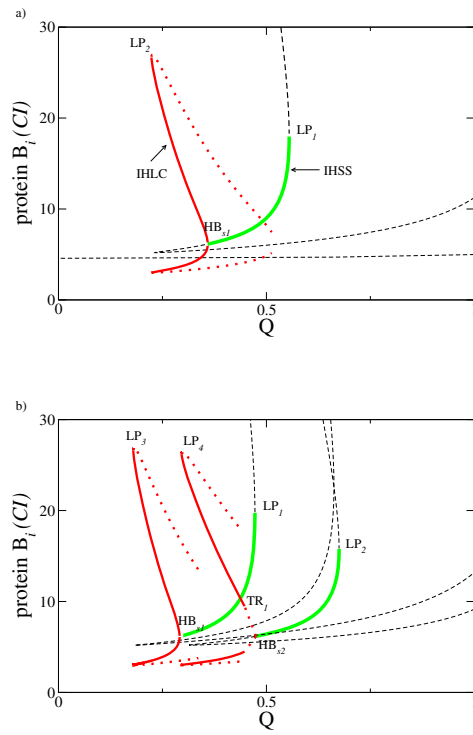 a)
30
LP2
20
LP1
IHLC
IHSS
protein Bi (CI)
10
HBs1
0
0
0.5
Q
b)
30
LP3
LP4
20
LP1
LP2
protein Bi (CI)
10
TR1
HBs1
HBs2
0
0
0.5
Q